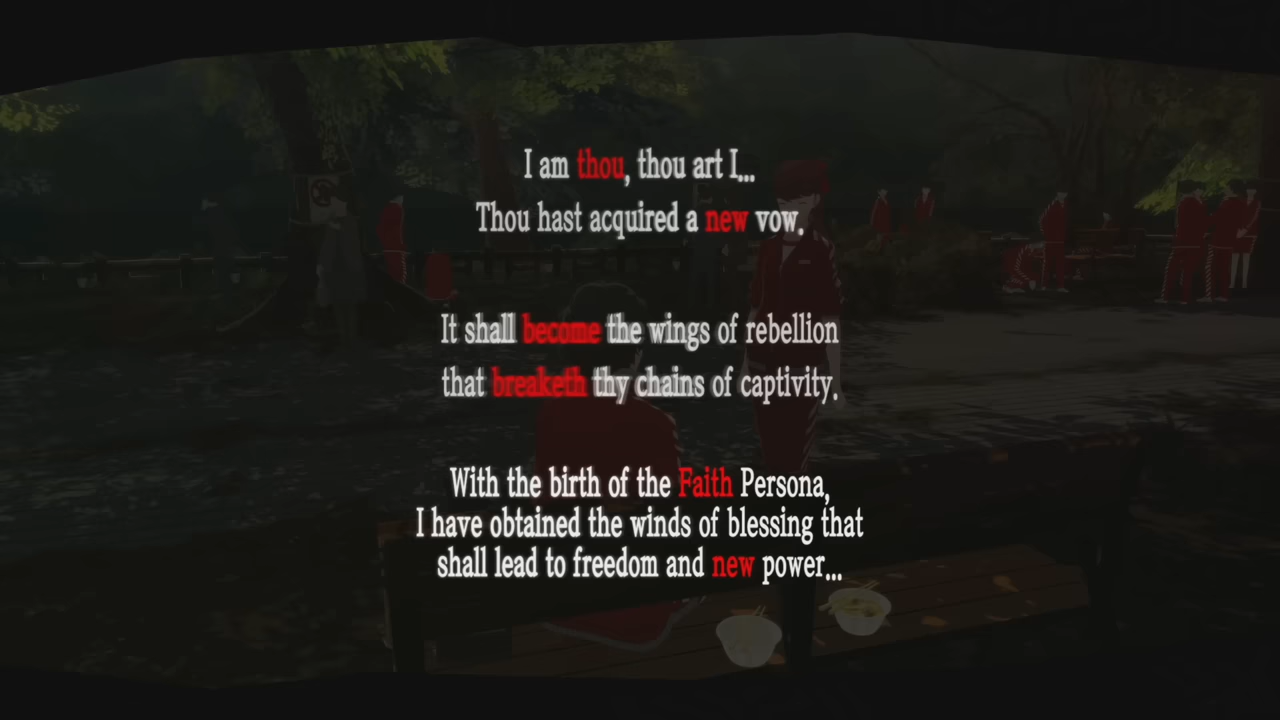 I am thou, thou art I...
Thou hast acquired a new vow.
It shall become the wings of rebellion
that breaketh thy chains of captivity.
With the birth of the Faith Persona,
I have obtained the winds of blessing that
shall lead to freedom and new power...